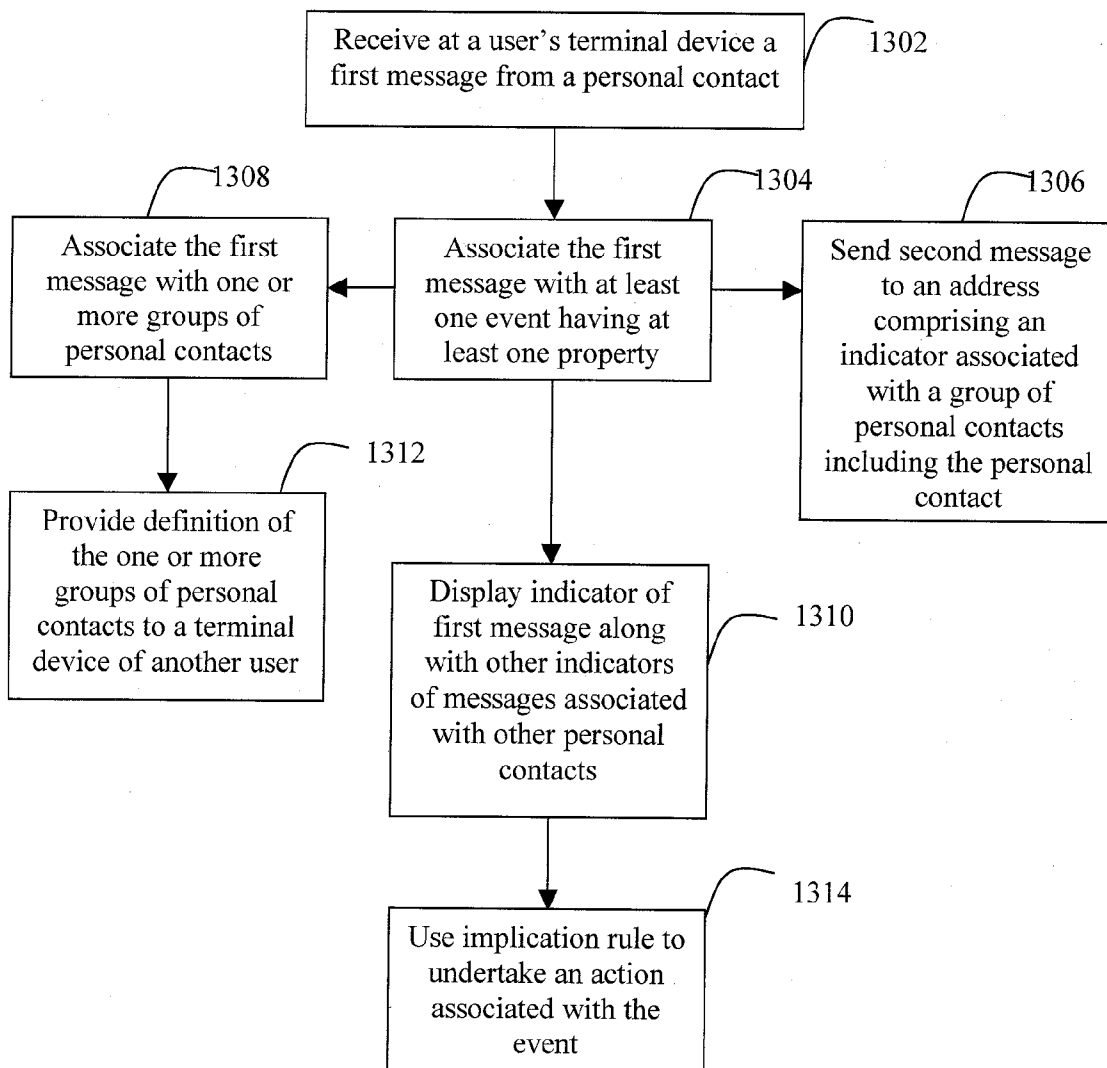 Receive at a user's terminal device a
first message from a personal contact
1302
1308
Associate the first
message with one or
more groups of
personal contacts
1304
Associate the first
message with at least
one event having at
least one property
1306
Send second message
to an address
comprising an
indicator associated
with a group of
personal contacts
including the personal
contact
1312
Provide definition of
the one or more
groups of personal
contacts to a terminal
device of another user
1310
Display indicator of
first message along
with other indicators
of messages associated
with other personal
contacts
1314
Use implication rule to
undertake an action
associated with the
event